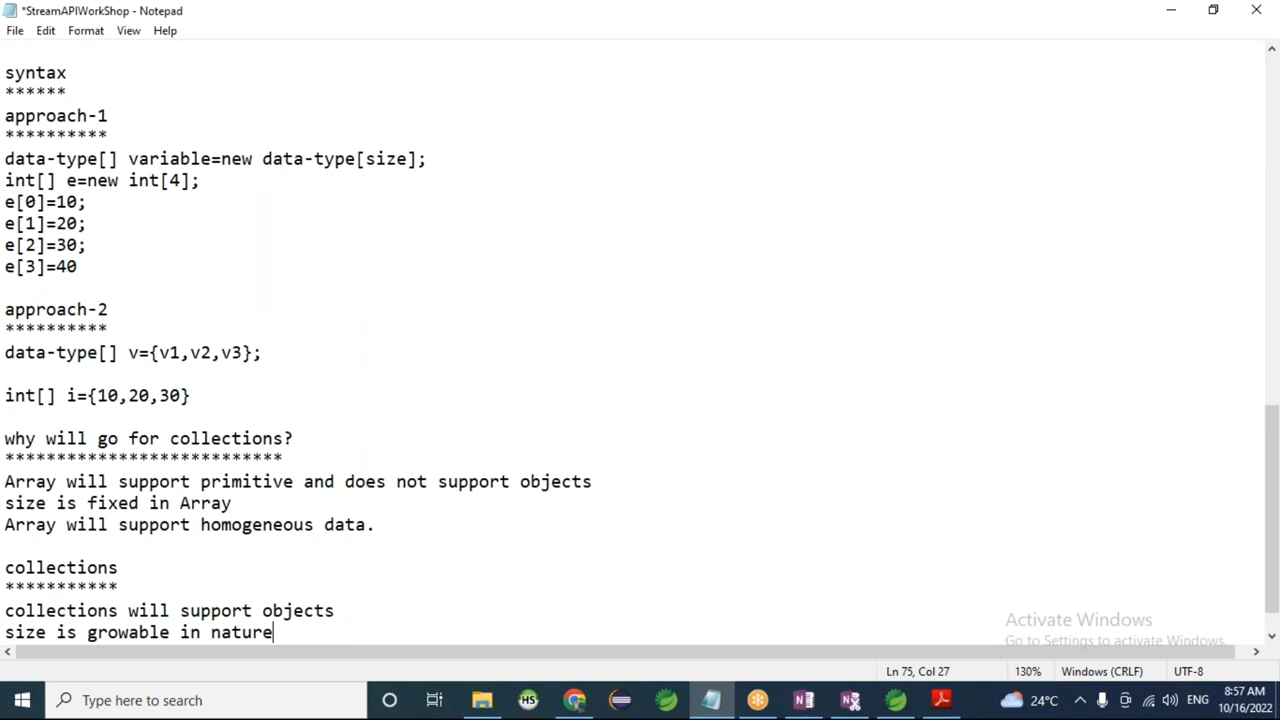 *StreamAPIWorkShop - Notepad
File Edit Format View Help
syntax
******
approach-1
**********
data-type[] variable=new data-type[size];
int[] e=new int[4];
e[0]=10;
e[1]=20;
e[2]=30;
e[3]=40
approach-2
**********
data-type[] v={v1,v2,v3};
int[] i={10,20,30}
why will go for collections?
***************************
Array will support primitive and does not support objects
size is fixed in Array
Array will support homogeneous data.
collections
***********
collections will support objects
size is growable in nature
Activate Windows
Go to Settings to activate Windows.
Ln 75, Col 27 130% Windows (CRLF) UTF-8
Type here to search
HS
24°C ENG
8:57 AM
10/16/2022